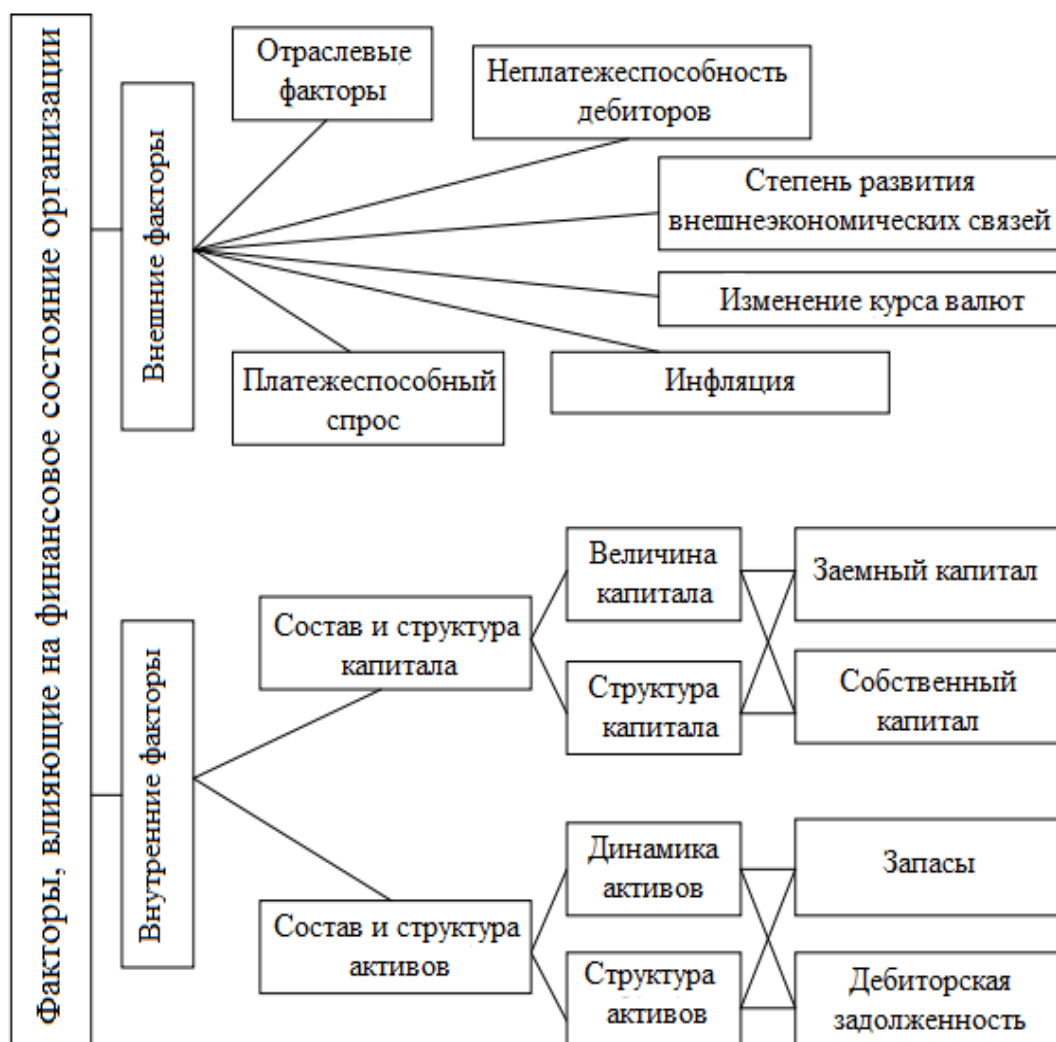 Факторы, влияющие на финансовое состояние организации
Внешние факторы
Отраслевые
факторы
Неплатежеспособность
дебиторов
Степень развития
внешнеэкономических связей
Изменение курса валют
Инфляция
Платежеспособный
спрос
Внутренние факторы
Состав и структура
капитала
Величина
капитала
Структура
капитала
Заемный капитал
Собственный
капитал
Состав и структура
активов
Динамика
активов
Структура
активов
Запасы
Дебиторская
задолженность